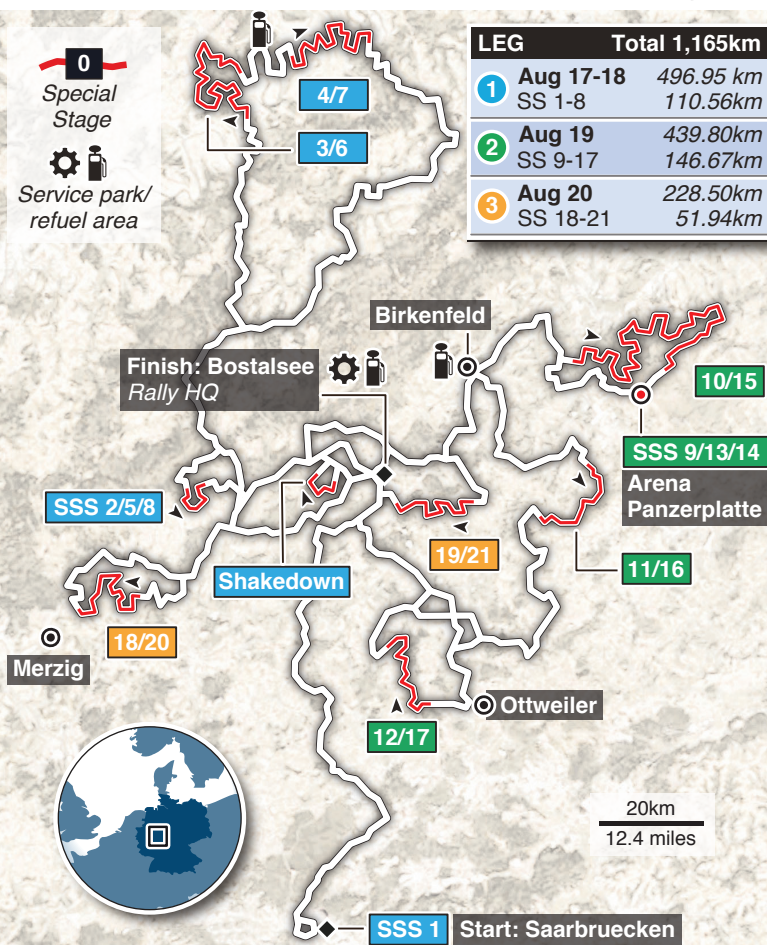 0
Special
Stage
Service park/
refuel area
LEG Total 1,165km
1 Aug 17-18 496.95 km
SS 1-8 110.56km
2 Aug 19 439.80km
SS 9-17 146.67km
3 Aug 20 228.50km
SS 18-21 51.94km
4/7
3/6
Birkenfeld
Finish: Bostalsee
Rally HQ
10/15
SSS 9/13/14
Arena
Panzerplatte
SSS 2/5/8
19/21
11/16
Shakedown
18/20
Merzig
Ottweiler
12/17
20km
12.4 miles
SSS 1 Start: Saarbruecken